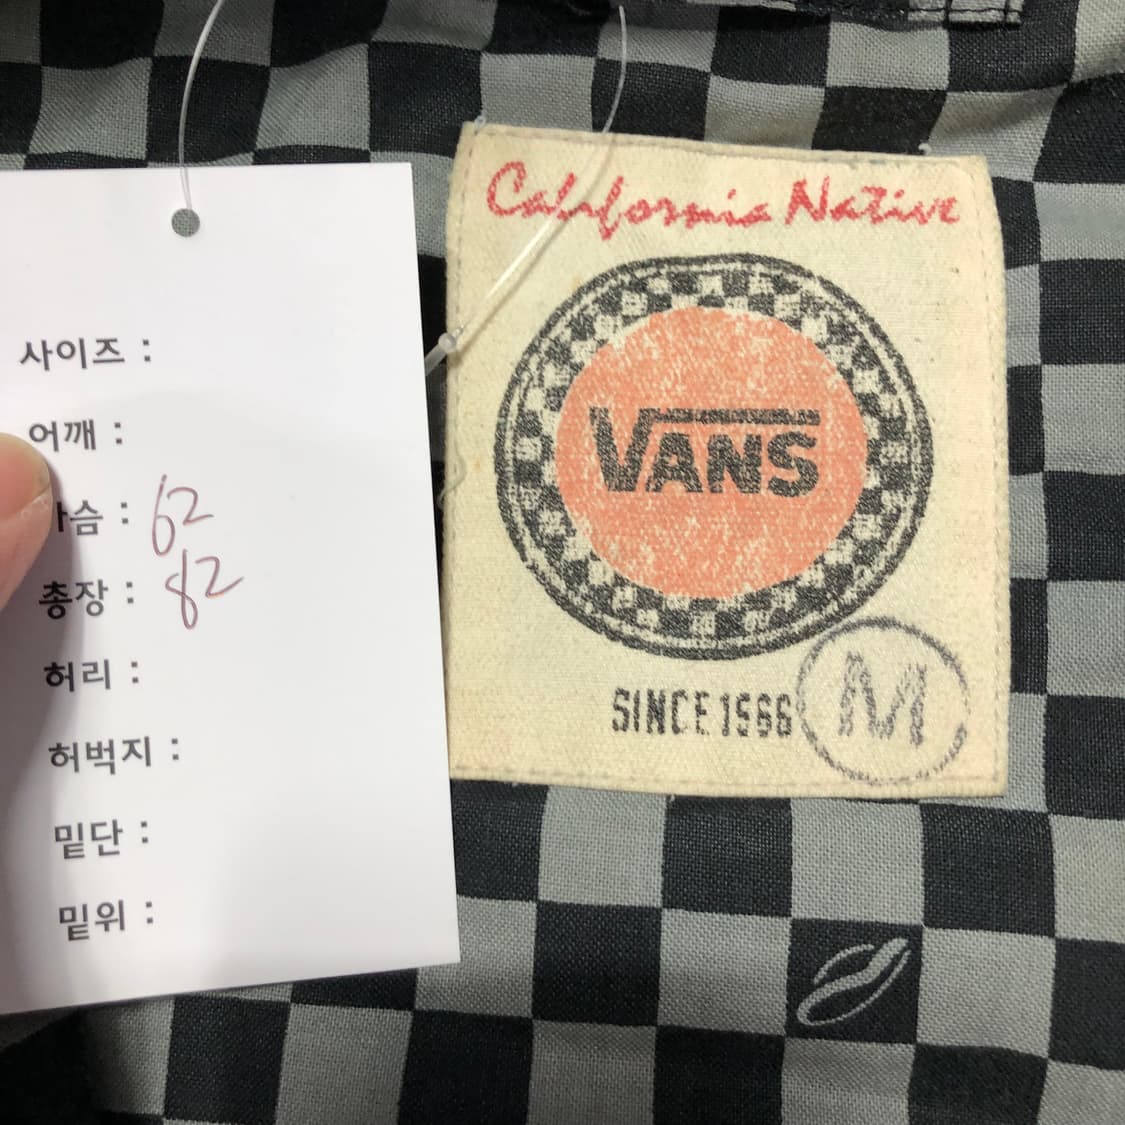 사이즈 :
어깨 :
가슴 : 62
총장 : 82
허리 :
허벅지 :
밑단 :
밑위 :
California Native
VANS
SINCE 1966
M